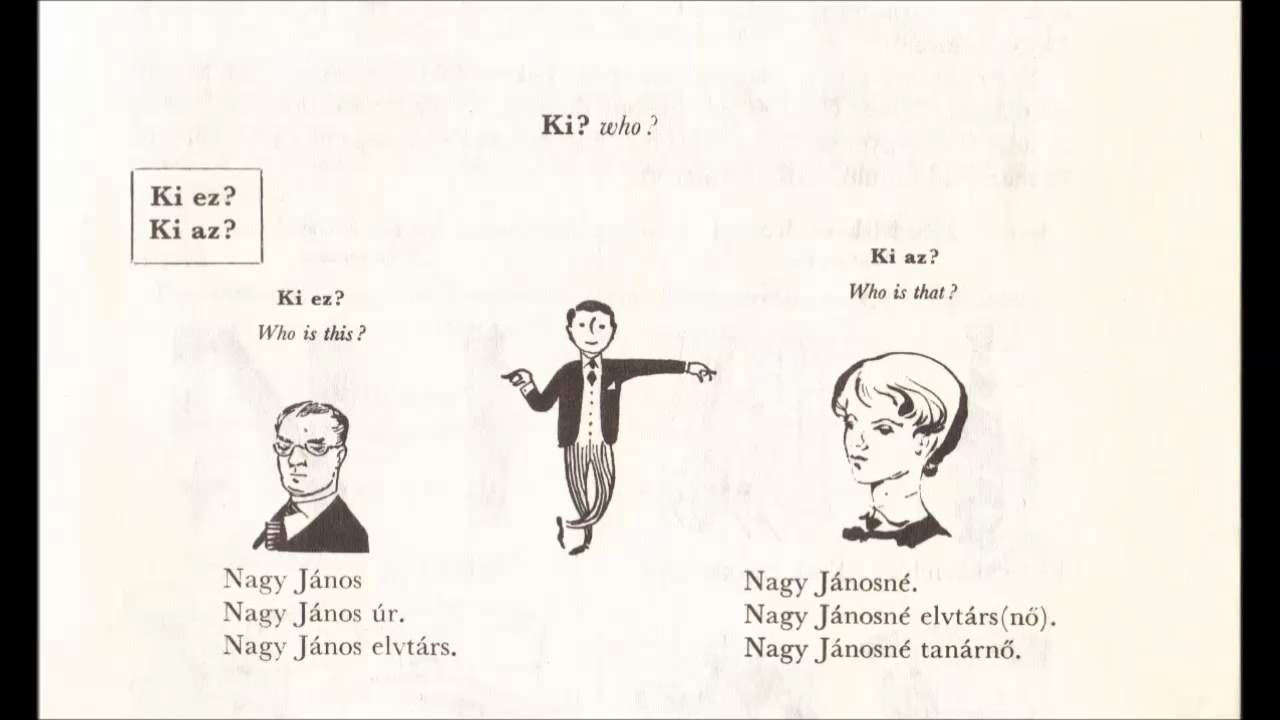 Ki? who?
Ki ez?
Ki az?
Ki ez?
Who is this?
Nagy János
Nagy János úr.
Nagy János elvtárs.
Ki az?
Who is that?
Nagy Jánosné.
Nagy Jánosné elvtárs(nő).
Nagy Jánosné tanárnő.